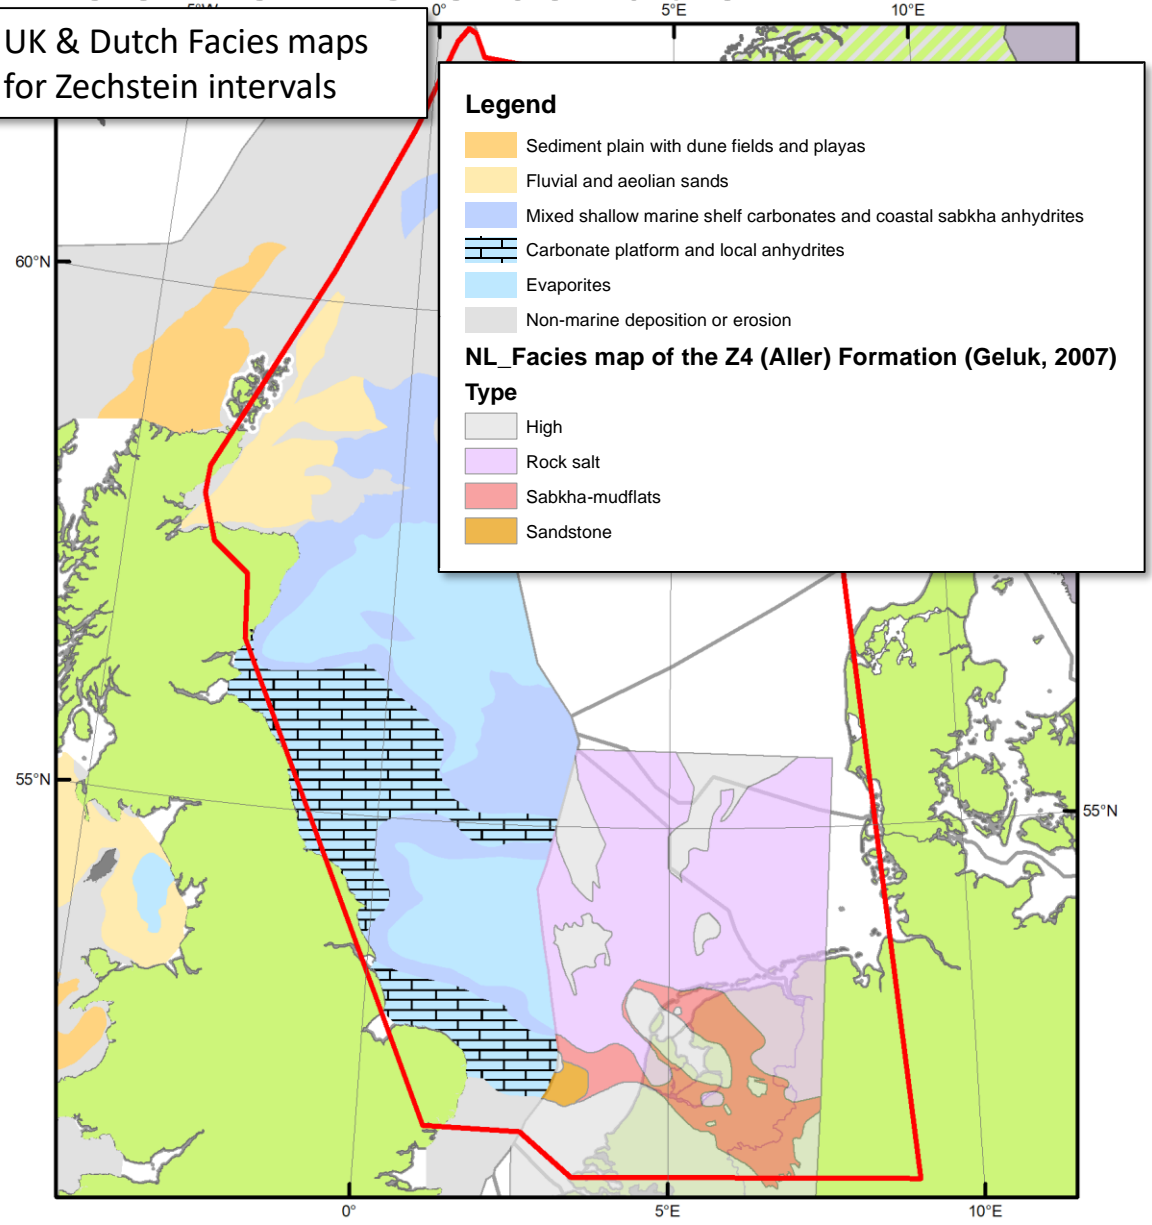 0°
5°E
10°E
UK & Dutch Facies maps
for Zechstein intervals
Legend
Sediment plain with dune fields and playas
Fluvial and aeolian sands
Mixed shallow marine shelf carbonates and coastal sabkha anhydrites
Carbonate platform and local anhydrites
Evaporites
Non-marine deposition or erosion
NL_Facies map of the Z4 (Aller) Formation (Geluk, 2007)
Type
High
Rock salt
Sabkha-mudflats
Sandstone
60°N
55°N
55°N
0°
5°E
10°E